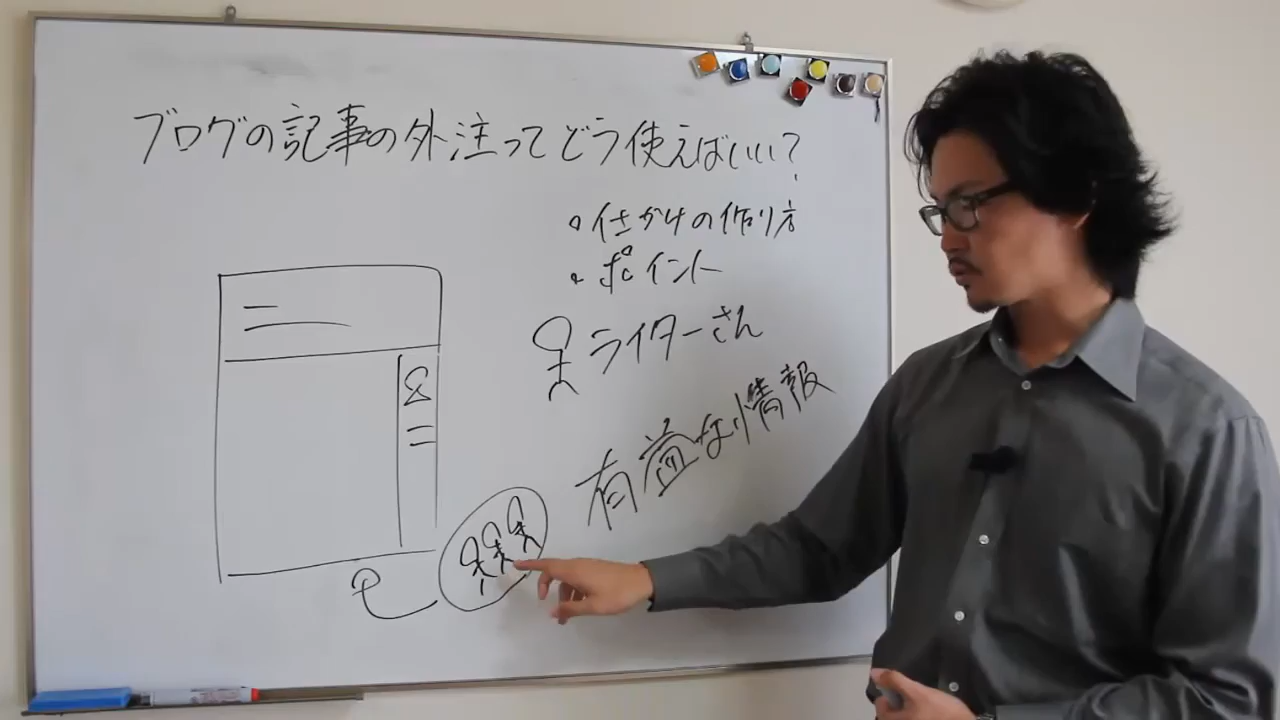 ブログの記事の外注ってどう使えばいい?
仕かけの作り方
ポイント
ライターさん
有益な情報